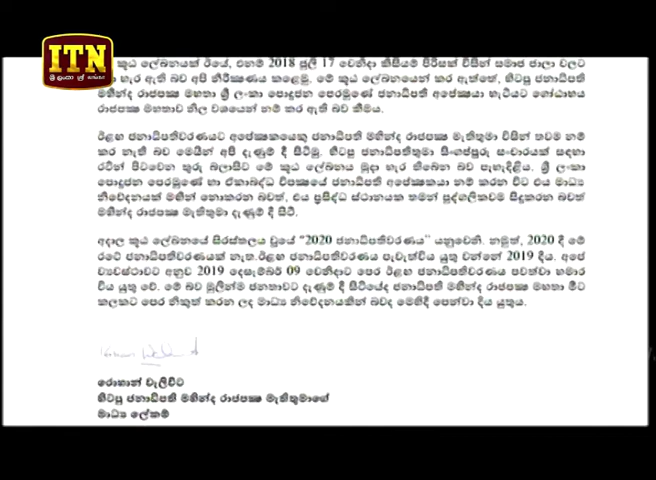 ITN
ශ්‍රී ලංකා ශ්‍රී
කූඨ ලේඛනයක් ඊයේ, එනම් 2018 ජූලි 17 වෙනිදා කිසියම් පිරිසක් විසින් සමාජ ජාලා වලට
හැර ඇති බව අපි නිරීක්ෂණය කළෙමු. මේ කූඨ ලේඛනයෙන් කර ඇත්තේ, හිටපු ජනාධිපති
මහින්ද රාජපක්ෂ මහතා ශ්‍රී ලංකා පොදුජන පෙරමුණේ ජනාධිපති අපේක්ෂයා හැටියට ගෝඨාභය
රාජපක්ෂ මහතාව නිල වශයෙන් නම් කර ඇති බව කීමය.
ඊළඟ ජනාධිපතිවරණයට අපේක්ෂකයෙකු ජනාධිපති මහින්ද රාජපක්ෂ මැතිතුමා විසින් තවම නම්
කර නැති බව මෙයින් අපි දැණුම් දී සිටිමු. හිටපු ජනාධිපතිතුමා සිංගප්පූරු සංචාරයක් සඳහා
රටින් පිටවෙන තුරු බලාසිට මේ කූඨ ලේඛනය මුදා හැර තිබෙන බව පැහැදිළිය. ශ්‍රී ලංකා
පොදුජන පෙරමුණේ හා ඒකාබද්ධ විපක්ෂයේ ජනාධිපති අපේක්ෂකයා නම් කරන විට එය මාධ්‍ය
නිවේදනයක් මඟින් නොකරන බවත්, එය ප්‍රසිද්ධ ස්ථානයක තමන් පුද්ගලිකවම සිදුකරන බවත්
මහින්ද රාජපක්ෂ මැතිතුමා දැණුම් දී සිටී.
අදාල කූඨ ලේඛනයේ සිරස්තලය වූයේ "2020 ජනාධිපතිවරණය" යනුවෙනි. නමුත්, 2020 දී මේ
රටේ ජනාධිපතිවරණයක් නැත.ඊළඟ ජනාධිපතිවරණය පැවැත්විය යුතු වන්නේ 2019 දීය. අපේ
ව්‍යවස්ථාවට අනුව 2019 දෙසැම්බර් 09 වෙනිදාට පෙර ඊළඟ ජනාධිපතිවරණය පවත්වා හමාර
විය යුතු වේ. මේ බව මුලින්ම ජනතාවට දැණුම් දී සිටියේද ජනාධිපති මහින්ද රාජපක්ෂ මහතා මීට
කලකට පෙර නිකුත් කරන ලද මාධ්‍ය නිවේදනයකින් බවද මෙහිදී පෙන්වා දිය යුතුය.
රොහාන් වැලිවිට
හිටපු ජනාධිපති මහින්ද රාජපක්ෂ මැතිතුමාගේ
මාධ්‍ය ලේකම්